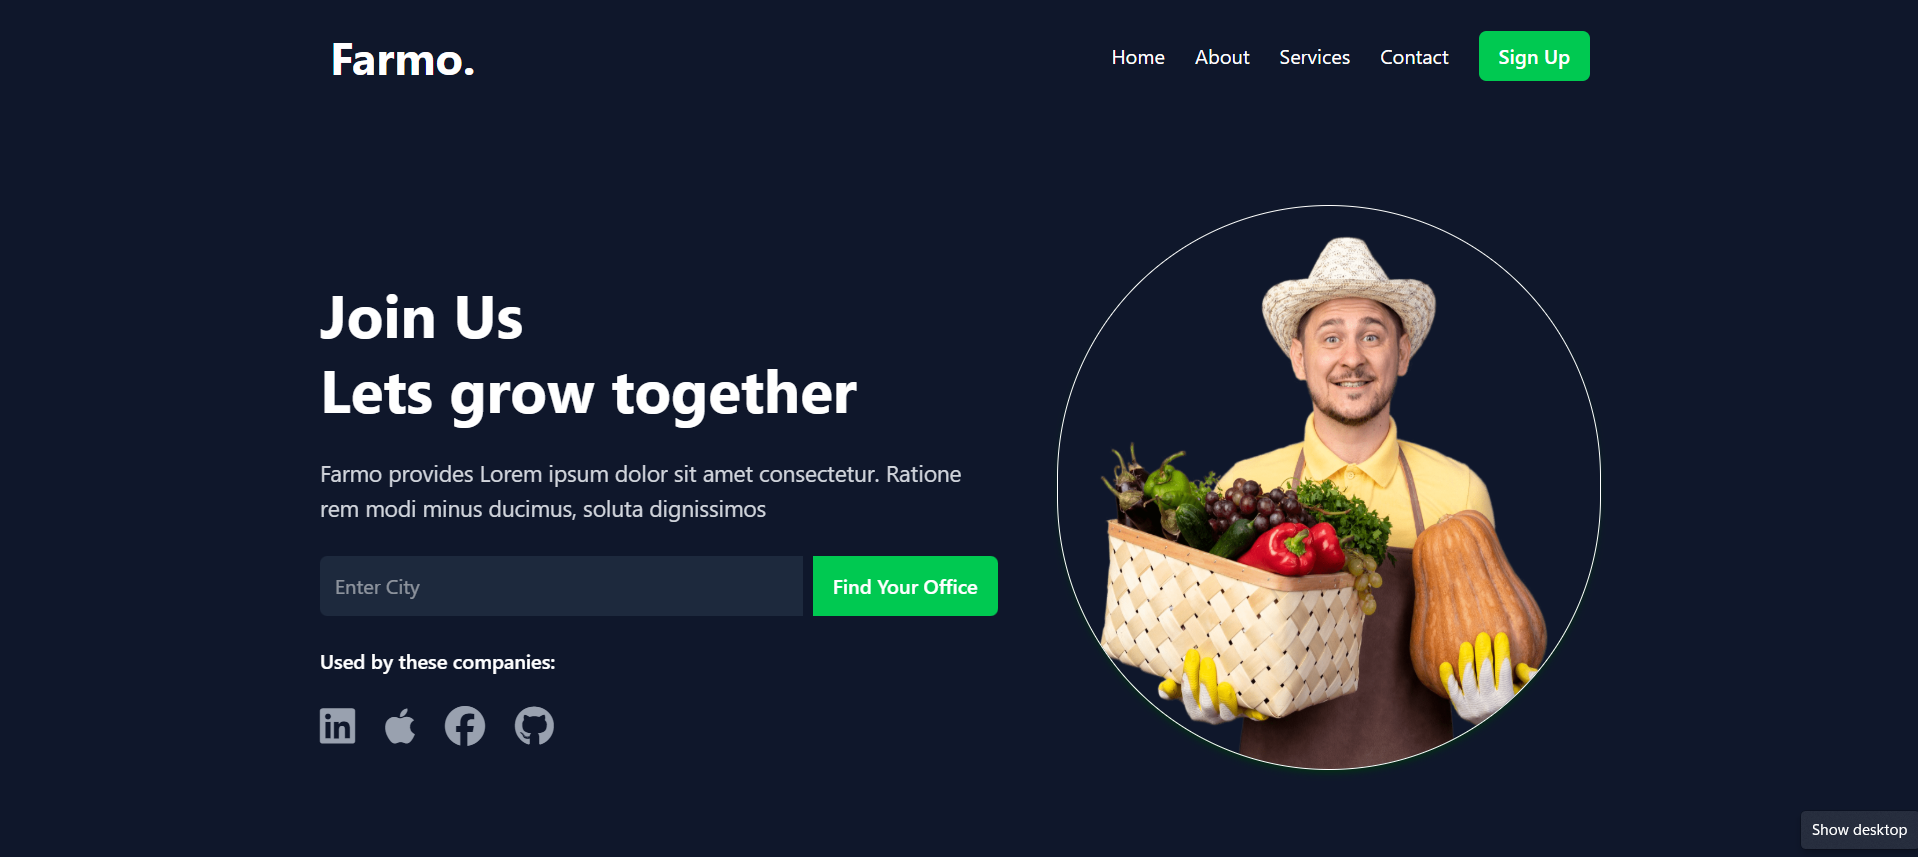 Farmo.
Home About Services Contact Sign Up
Join Us
Lets grow together
Farmo provides Lorem ipsum dolor sit amet consectetur. Ratione
rem modi minus ducimus, soluta dignissimos
Enter City Find Your Office
Used by these companies:
in
Show desktop